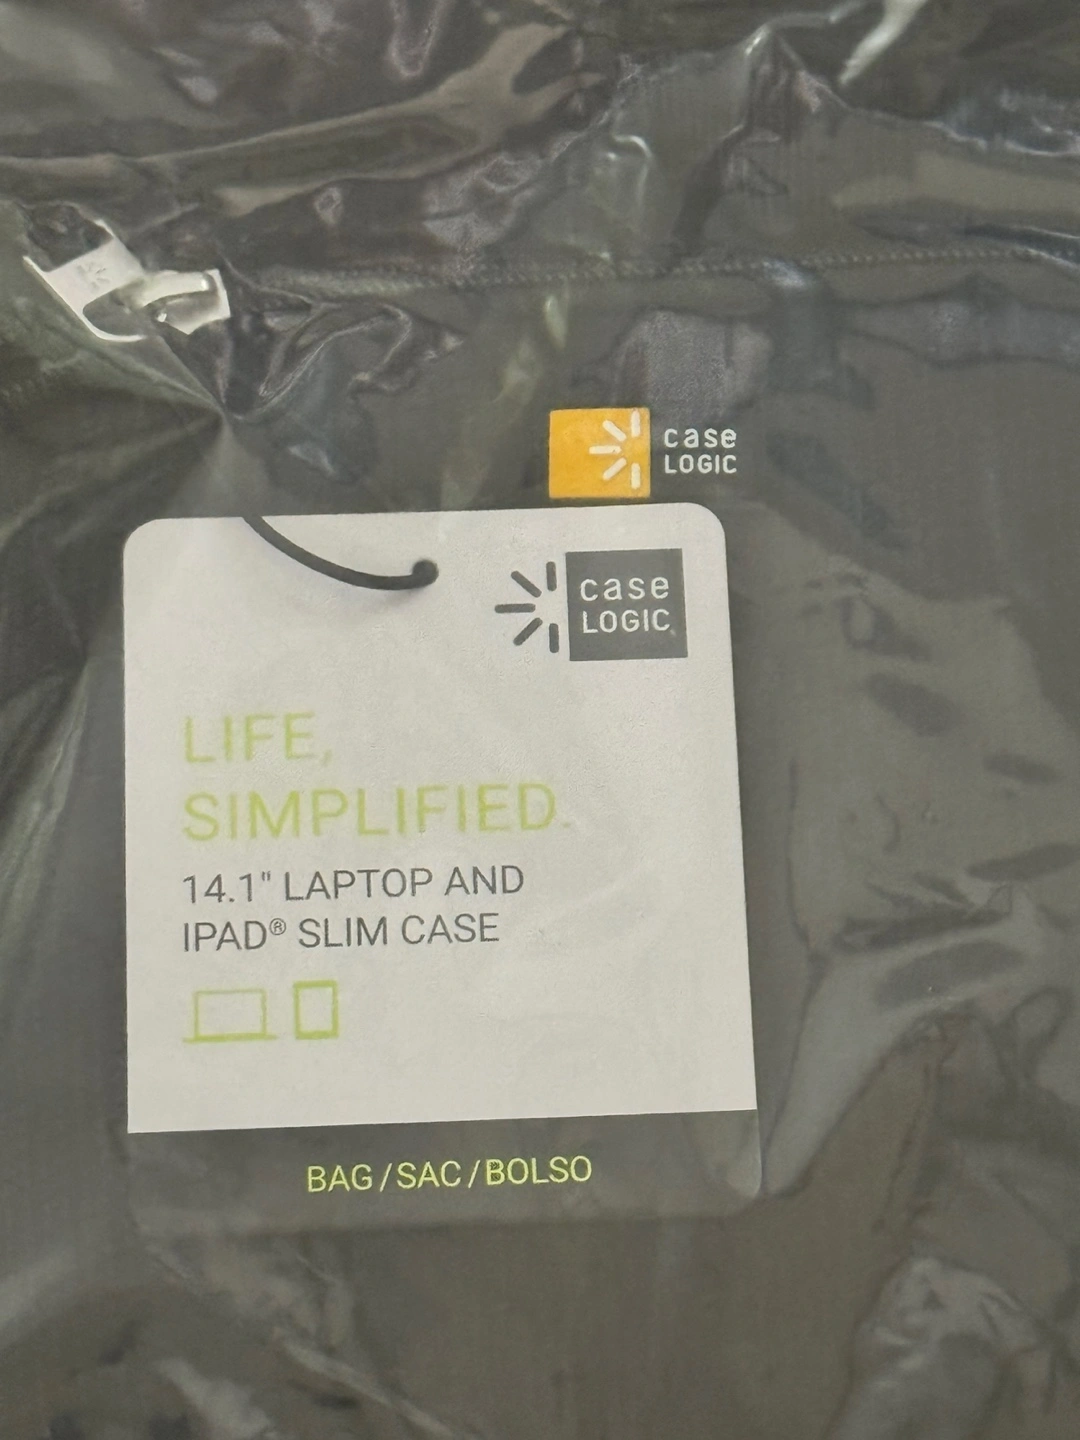 case
LOGIC
case
LOGIC
LIFE,
SIMPLIFIED.
14.1" LAPTOP AND
IPAD® SLIM CASE
BAG/SAC/BOLSO